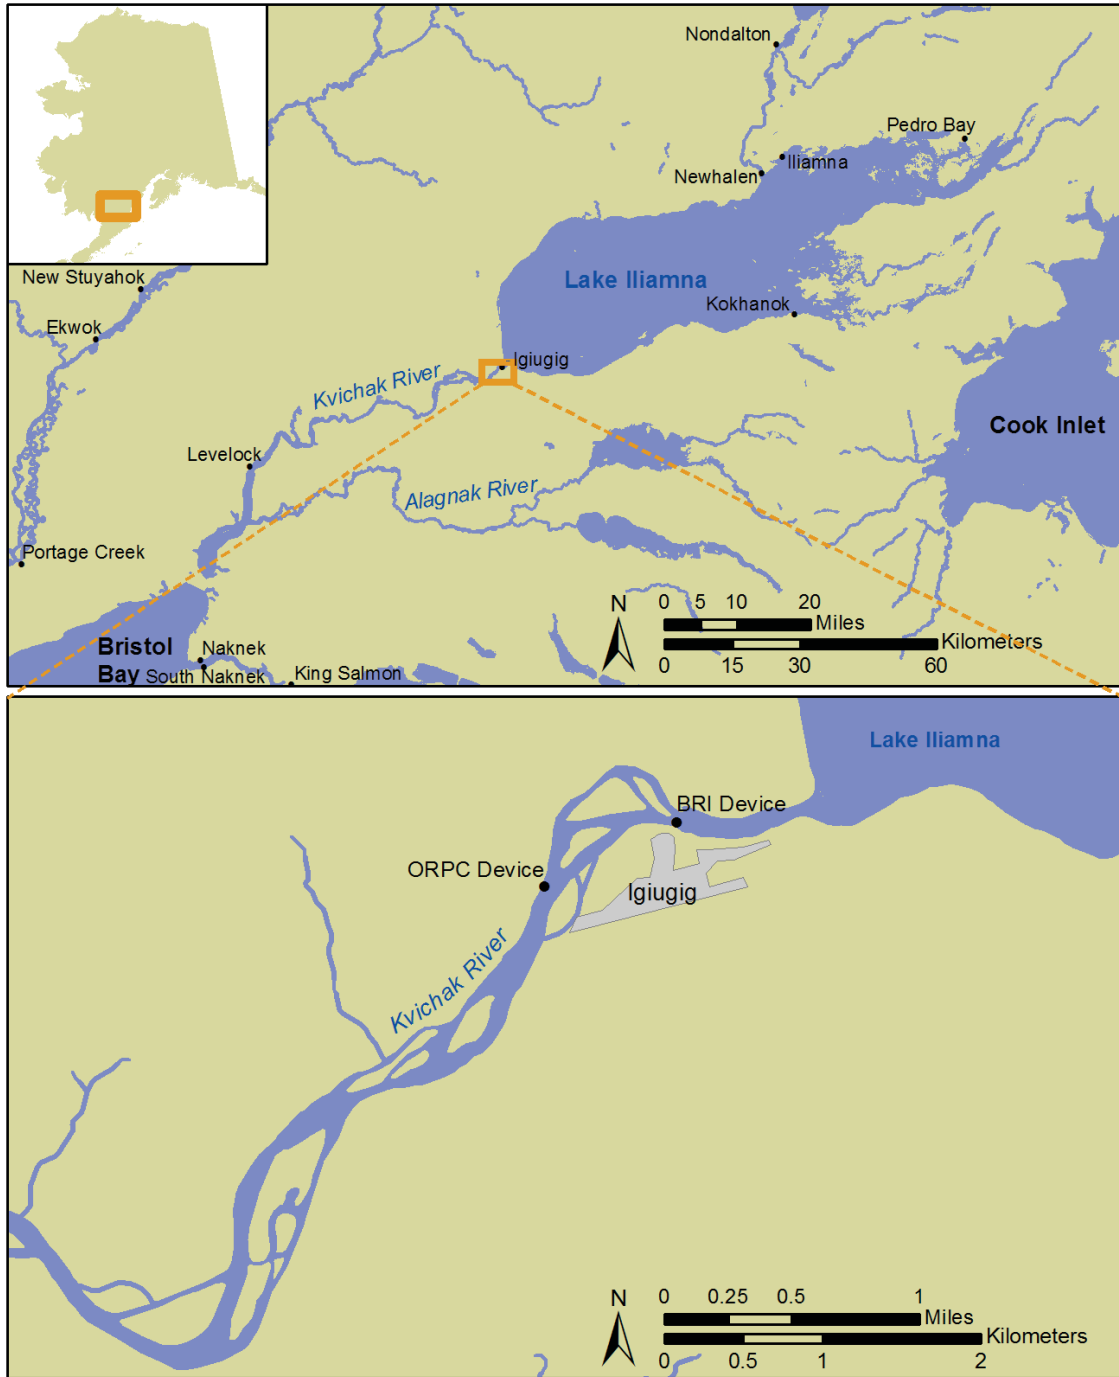 Nondalton
Pedro Bay
Iliamna
Newhalen
New Stuyahok
Lake Iliamna
Kokhanok
Ekwok
Igiugig
Kvichak River
Cook Inlet
Levelock
Alagnak River
Portage Creek
N
0 5 10 20
Miles
Kilometers
0 15 30 60
Bristol
Bay
Naknek
South Naknek
King Salmon
Lake Iliamna
BRI Device
ORPC Device
Igiugig
Kvichak River
N
0 0.25 0.5 1
Miles
Kilometers
0 0.5 1 2